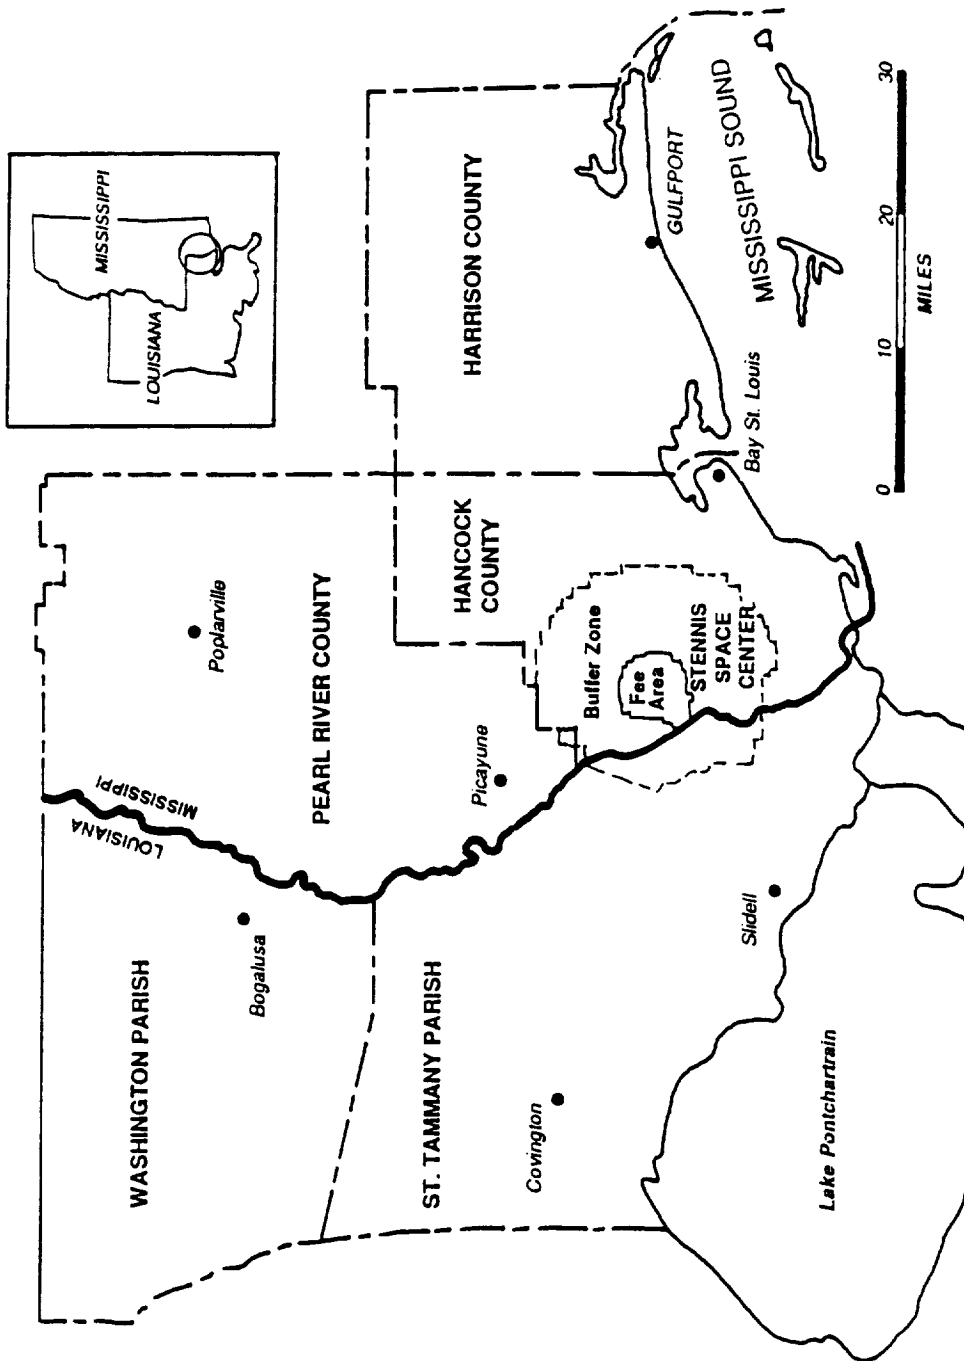 MISSISSIPPI
LOUISIANA
WASHINGTON PARISH
Bogalusa
LOUISIANA
MISSISSIPPI
Poplarville
PEARL RIVER COUNTY
Picayune
HARRISON COUNTY
HANCOCK
COUNTY
ST. TAMMANY PARISH
Covington
Slidell
Buffer Zone
Fee
Area
STENNIS
SPACE
CENTER
Bay St. Louis
GULFPORT
MISSISSIPPI SOUND
Lake Pontchartrain
0 10 20 30
MILES